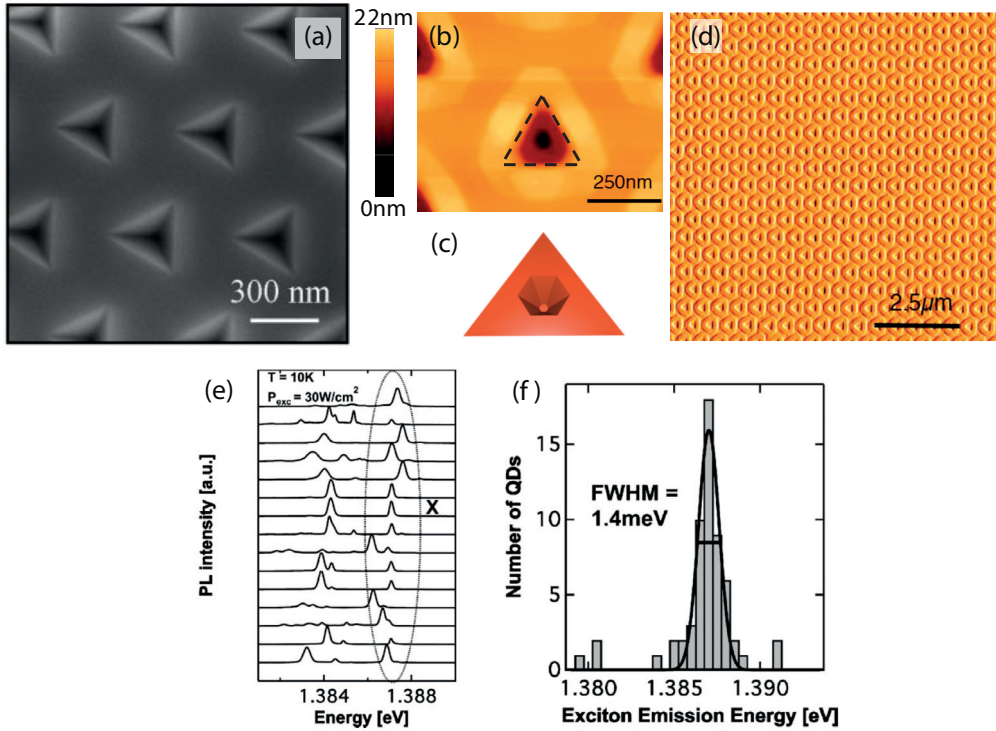 (a)
300 nm
22nm
0nm
(b)
250nm
(c)
(d)
2.5µm
(e)
T = 10K
P_exc = 30W/cm²
X
PL intensity [a.u.]
1.384
1.388
Energy [eV]
(f)
FWHM =
1.4meV
Number of QDs
15
10
5
0
1.380
1.385
1.390
Exciton Emission Energy [eV]